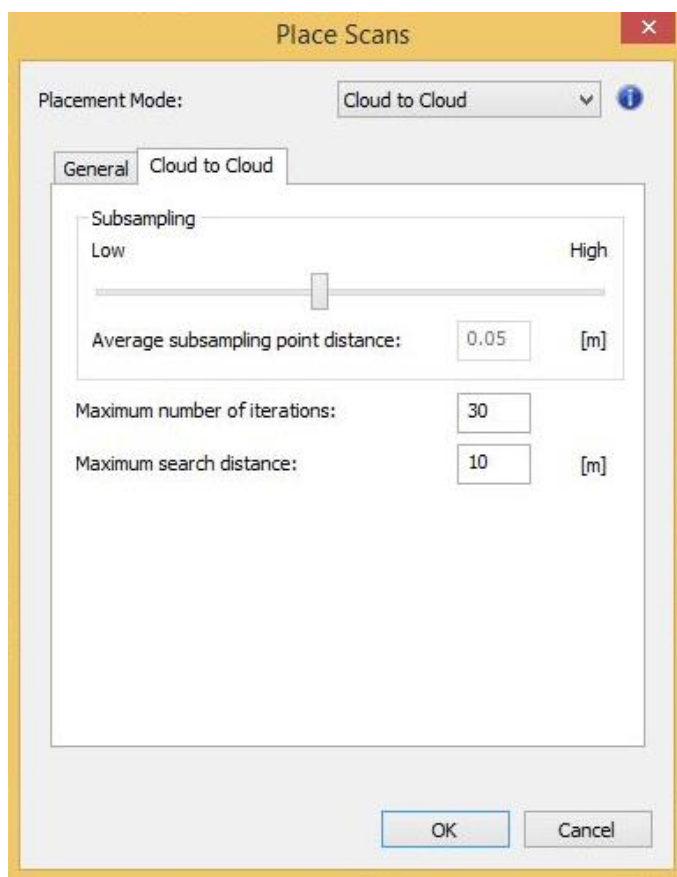 Place Scans
Placement Mode: Cloud to Cloud
General Cloud to Cloud
Subsampling
Low High
Average subsampling point distance: 0.05 [m]
Maximum number of iterations: 30
Maximum search distance: 10 [m]
OK Cancel